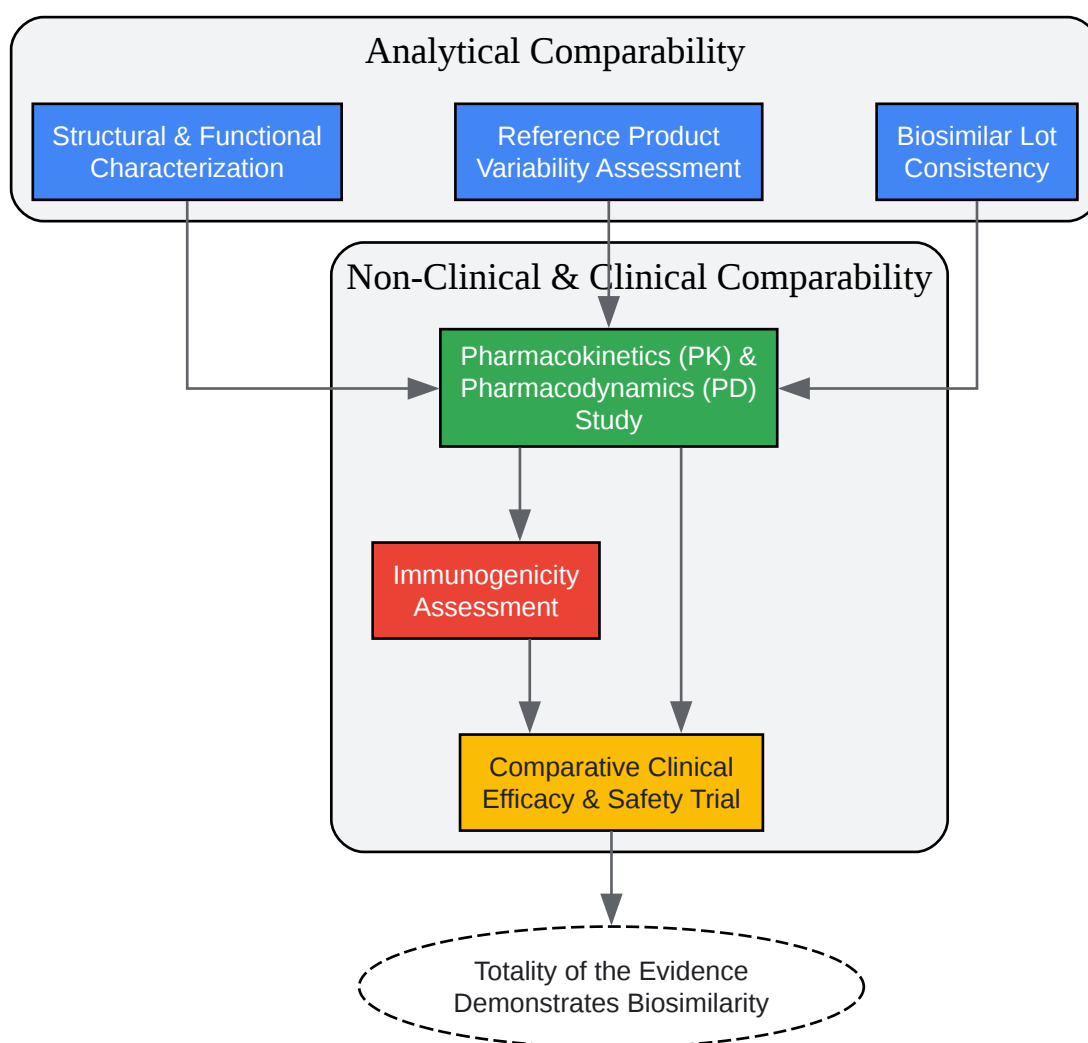 Analytical Comparability
Structural & Functional
Characterization
Reference Product
Variability Assessment
Biosimilar Lot
Consistency
Non-Clinical & Clinical Comparability
Pharmacokinetics (PK) &
Pharmacodynamics (PD)
Study
Immunogenicity
Assessment
Comparative Clinical
Efficacy & Safety Trial
Totality of the Evidence
Demonstrates Biosimilarity